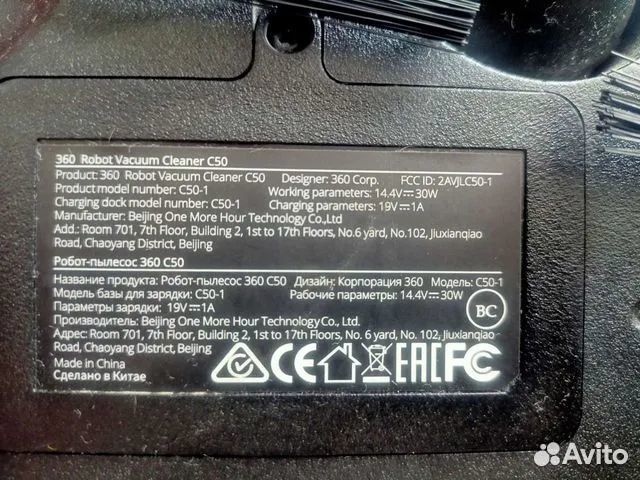 360 Robot Vacuum Cleaner C50
Product: 360 Robot Vacuum Cleaner C50 Designer: 360 Corp. FCC ID: 2AVJLC50-1
Product model number: C50-1 Working parameters: 14.4V⎓30W
Charging dock model number: C50-1 Charging parameters: 19V⎓1A
Manufacturer: Beijing One More Hour Technology Co.,Ltd
Add.: Room 701, 7th Floor, Building 2, 1st to 17th Floors, No.6 yard, No.102, Jiuxianqiao
Road, Chaoyang District, Beijing
Робот-пылесос 360 C50
Название продукта: Робот-пылесос 360 C50 Дизайн: Корпорация 360 Модель: C50-1
Модель базы для зарядки: C50-1 Рабочие параметры: 14.4V⎓30W
Параметры зарядки: 19V⎓1A
BC
Производитель: Beijing One More Hour Technology Co., Ltd.
Адрес: Room 701, 7th Floor, Building 2, 1st to 17th Floors, No. 6 yard, No. 102, Jiuxianqiao
Road, Chaoyang District, Beijing
Made in China
Сделано в Китае
CE EAC FC
Avito